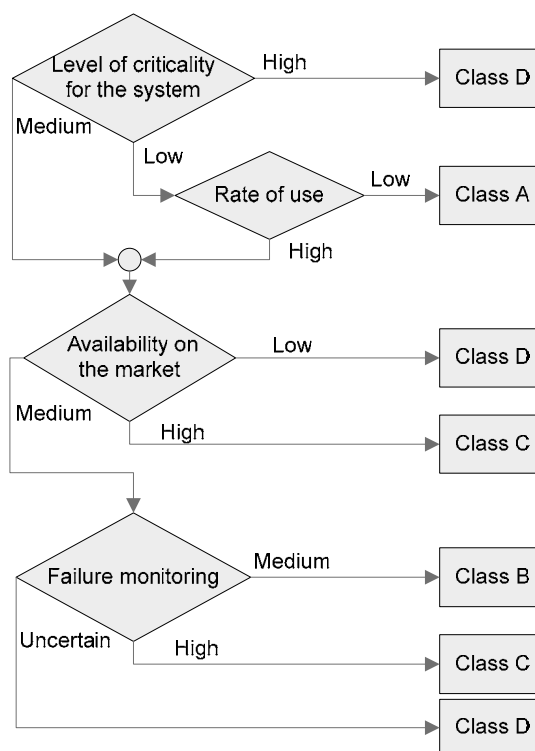 Level of criticality
for the system
High
Class D
Medium
Low
Rate of use
Low
Class A
High
Availability on
the market
Low
Class D
Medium
High
Class C
Failure monitoring
Medium
Class B
Uncertain
High
Class C
Class D